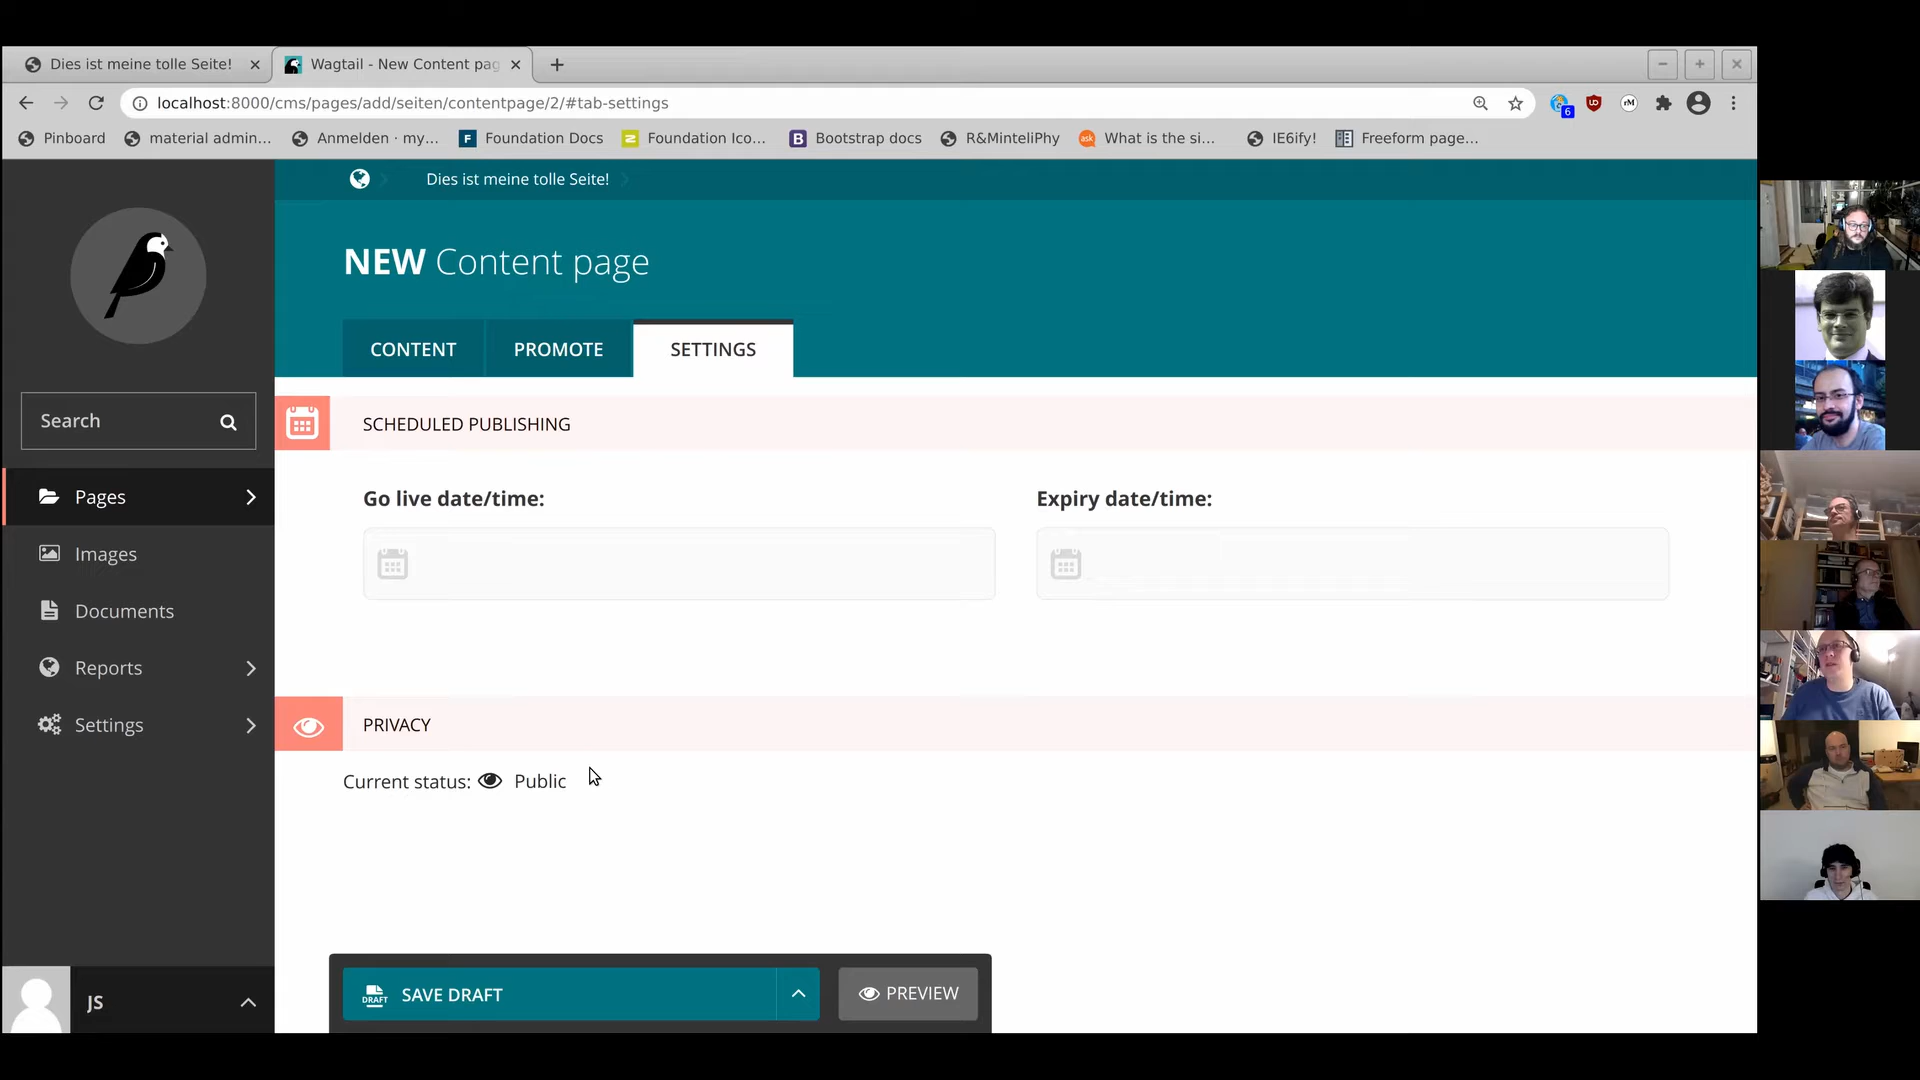 Dies ist meine tolle Seite!
Wagtail - New Content pag
localhost:8000/cms/pages/add/seiten/contentpage/2/#tab-settings
6
Pinboard
material admin...
Anmelden · my...
Foundation Docs
Foundation Ico...
Bootstrap docs
R&MinteliPhy
ask
What is the si...
IE6ify!
Freeform page...
Dies ist meine tolle Seite!
NEW Content page
CONTENT
PROMOTE
SETTINGS
Search
Pages
Images
Documents
Reports
Settings
SCHEDULED PUBLISHING
Go live date/time:
Expiry date/time:
PRIVACY
Current status: Public
JS
DRAFT
SAVE DRAFT
PREVIEW